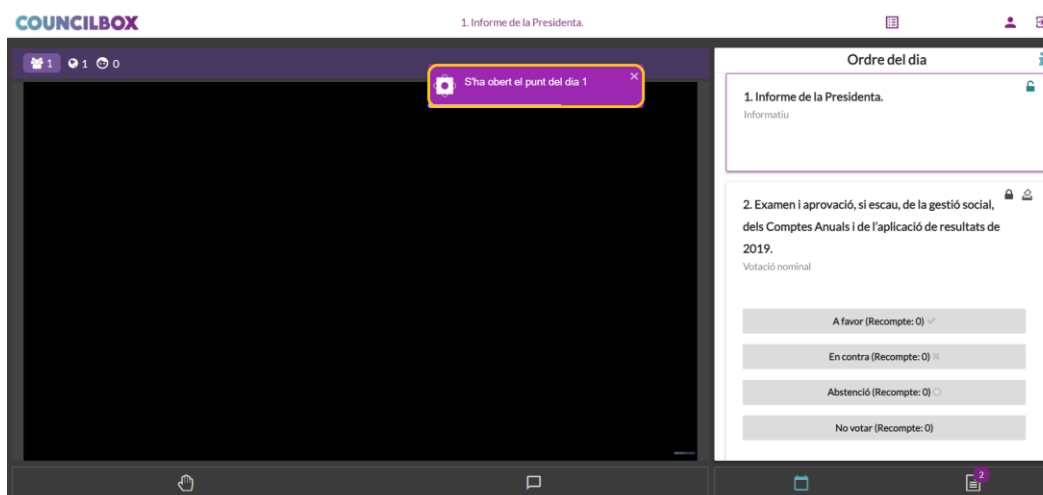 COUNCILBOX
1. Informe de la Presidenta.
1 1 0
S'ha obert el punt del dia 1
Ordre del dia
1. Informe de la Presidenta.
Informatiu
2. Examen i aprovació, si escau, de la gestió social,
dels Comptes Anuals i de l'aplicació de resultats de
2019.
Votació nominal
A favor (Recompte: 0)
En contra (Recompte: 0)
Abstenció (Recompte: 0)
No votar (Recompte: 0)
2